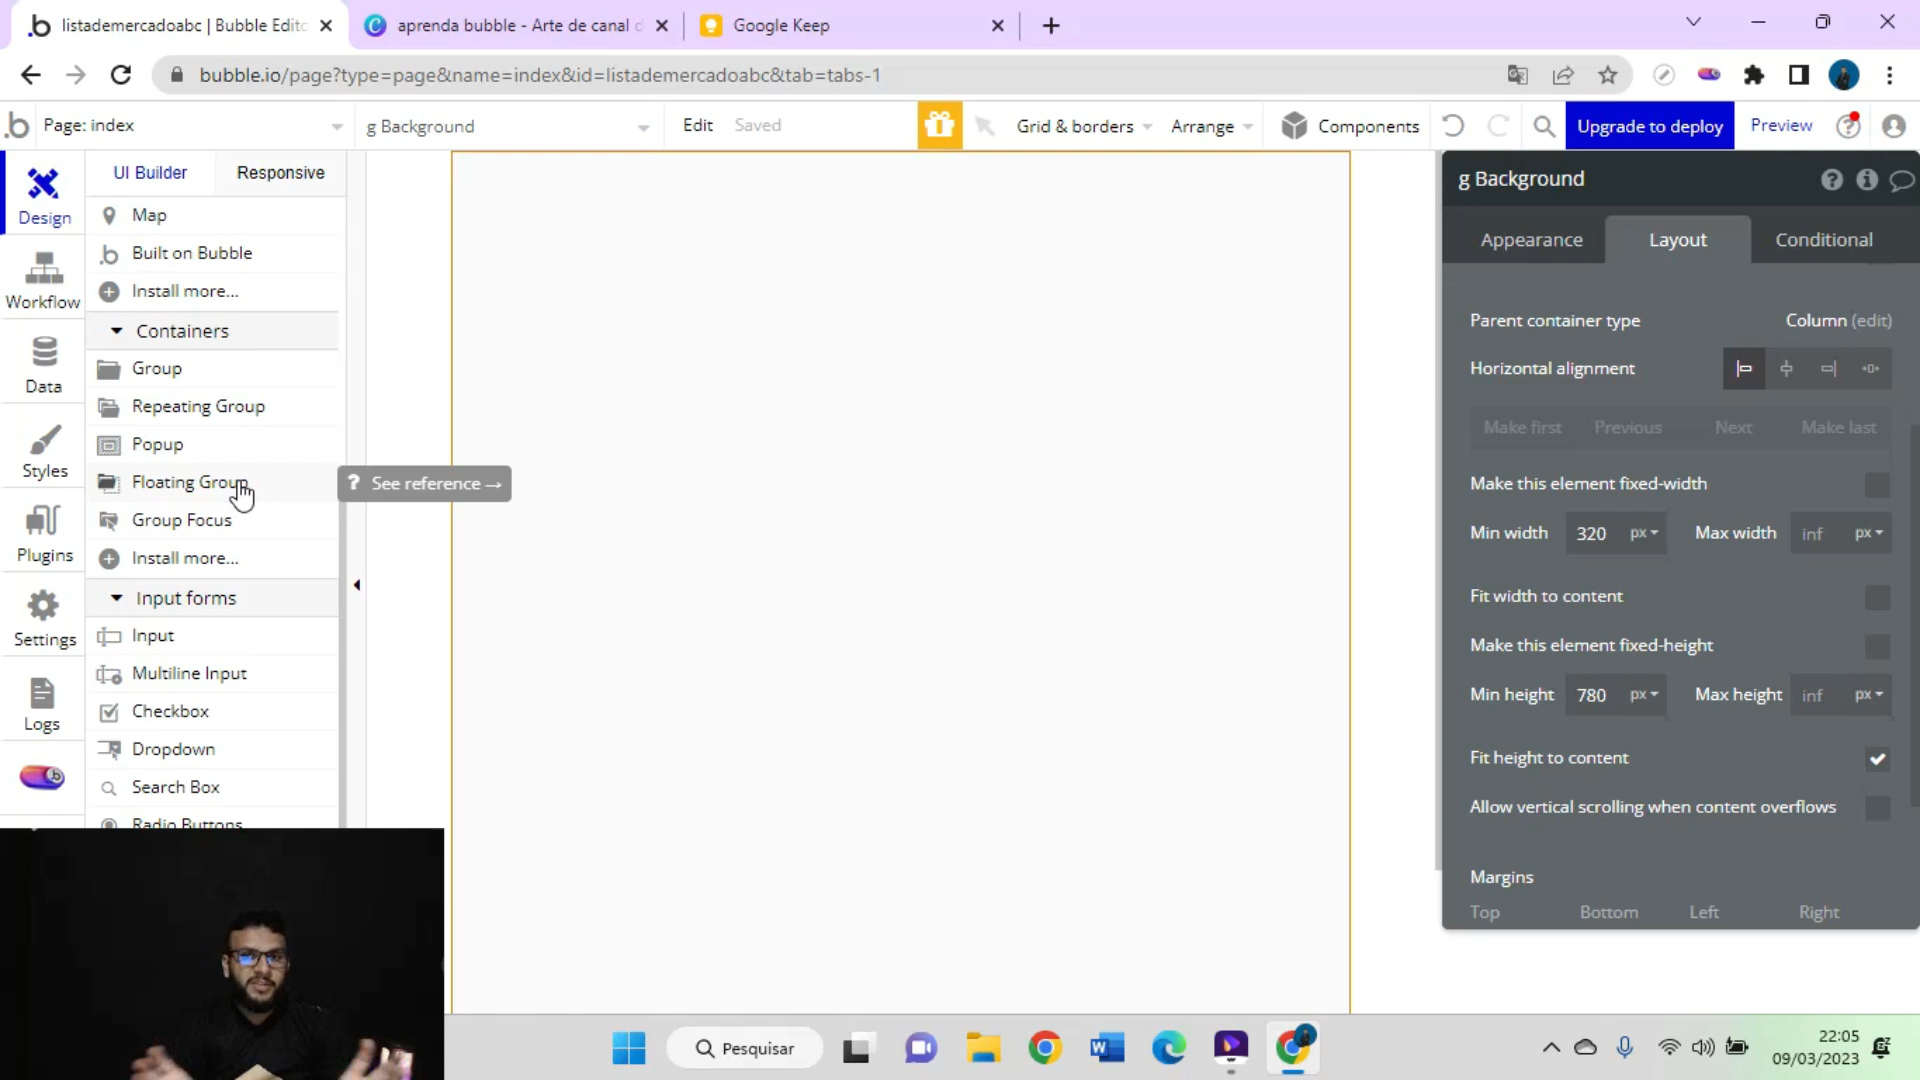 listademercadoabc | Bubble Edito
aprenda bubble - Arte de canal d
Google Keep
bubble.io/page?type=page&name=index&id=listademercadoabc&tab=tabs-1
Page: index
g Background
Edit
Saved
Grid & borders
Arrange
Components
Upgrade to deploy
Preview
Design
Workflow
Data
Styles
Plugins
Settings
Logs
UI Builder
Responsive
Map
Built on Bubble
Install more...
Containers
Group
Repeating Group
Popup
Floating Group
Group Focus
Install more...
Input forms
Input
Multiline Input
Checkbox
Dropdown
Search Box
Radio Buttons
? See reference →
g Background
Appearance
Layout
Conditional
Parent container type
Column (edit)
Horizontal alignment
Make first
Previous
Next
Make last
Make this element fixed-width
Min width 320 px
Max width inf px
Fit width to content
Make this element fixed-height
Min height 780 px
Max height inf px
Fit height to content
Allow vertical scrolling when content overflows
Margins
Top
Bottom
Left
Right
Pesquisar
22:05
09/03/2023